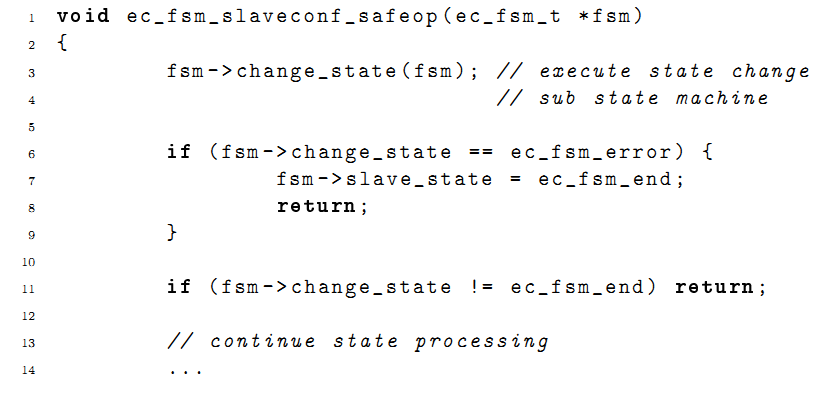 1 void ec_fsm_slaveconf_safeop(ec_fsm_t *fsm)
2 {
3         fsm->change_state(fsm); // execute state change
4                                 // sub state machine
5
6         if (fsm->change_state == ec_fsm_error) {
7                 fsm->slave_state = ec_fsm_end;
8                 return;
9         }
10
11         if (fsm->change_state != ec_fsm_end) return;
12
13         // continue state processing
14         ...